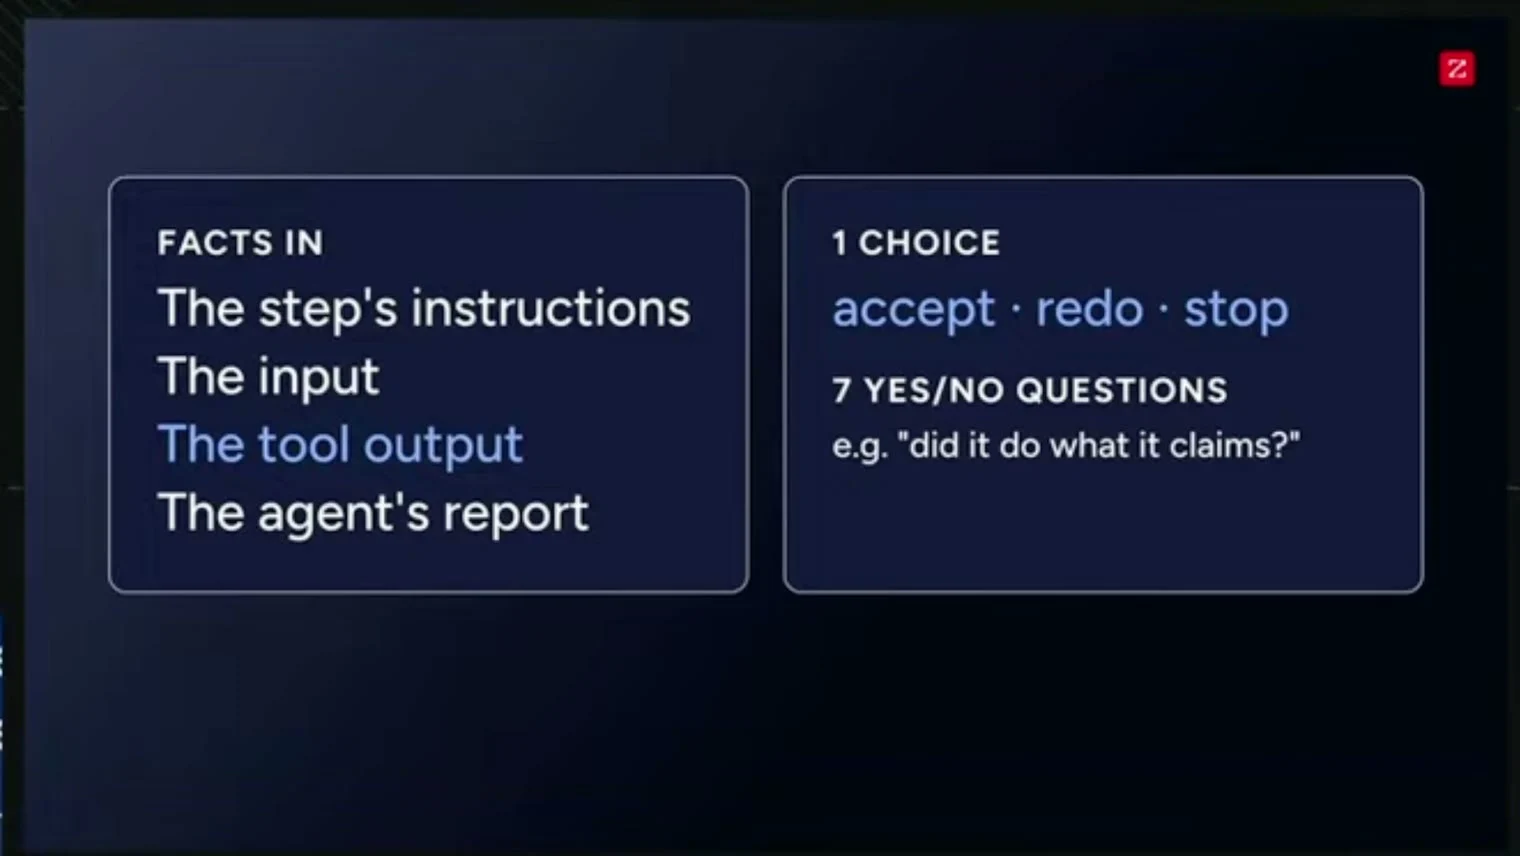 Z
FACTS IN
The step's instructions
The input
The tool output
The agent's report
1 CHOICE
accept · redo · stop
7 YES/NO QUESTIONS
e.g. "did it do what it claims?"